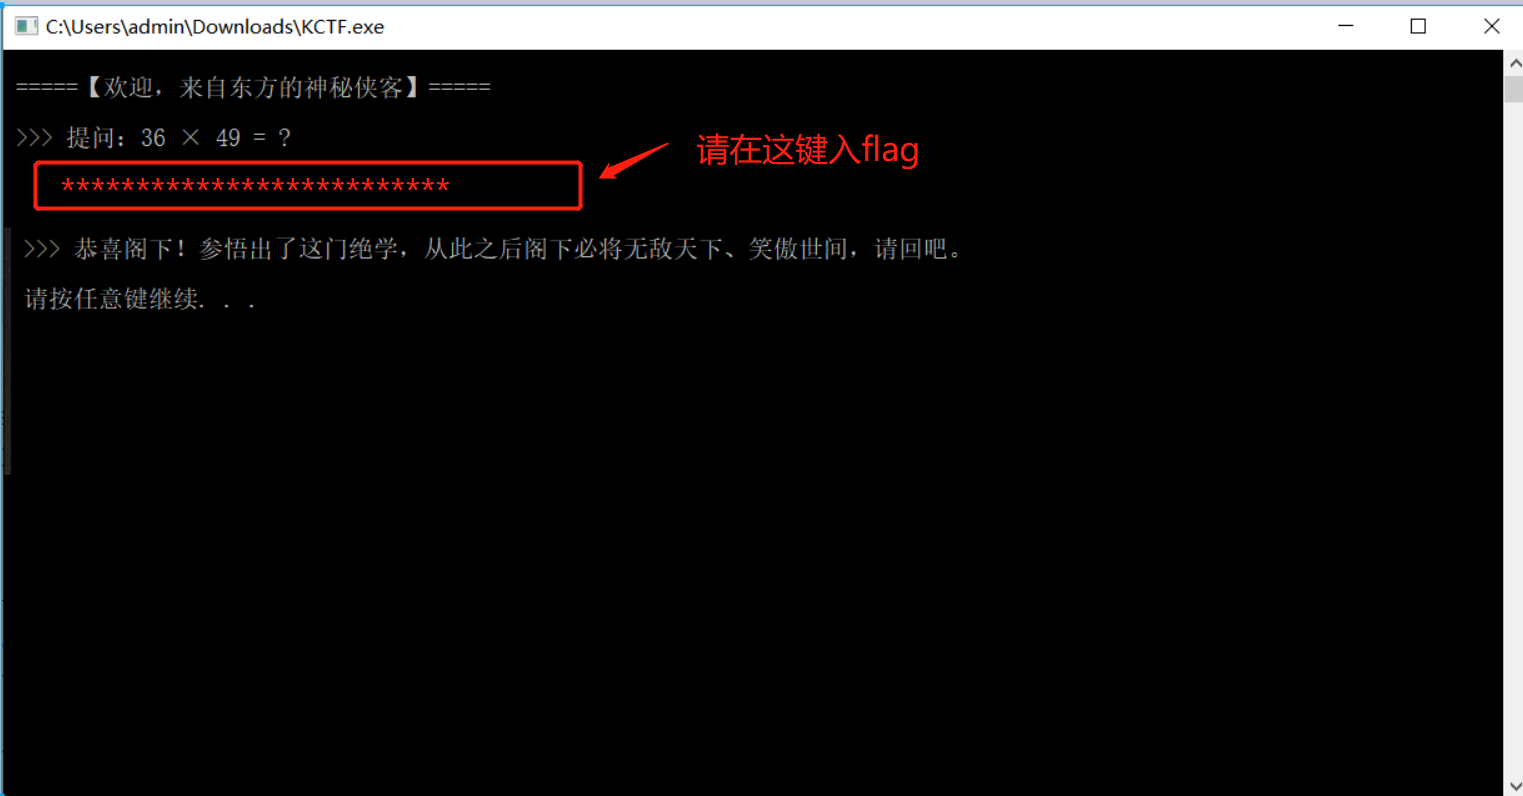 C:\Users\admin\Downloads\KCTF.exe
=====【欢迎，来自东方的神秘侠客】=====
>>> 提问：36 × 49 = ?
请在这键入flag
**************************
>>> 恭喜阁下！参悟出了这门绝学，从此之后阁下必将无敌天下、笑傲世间，请回吧。
请按任意键继续. . .